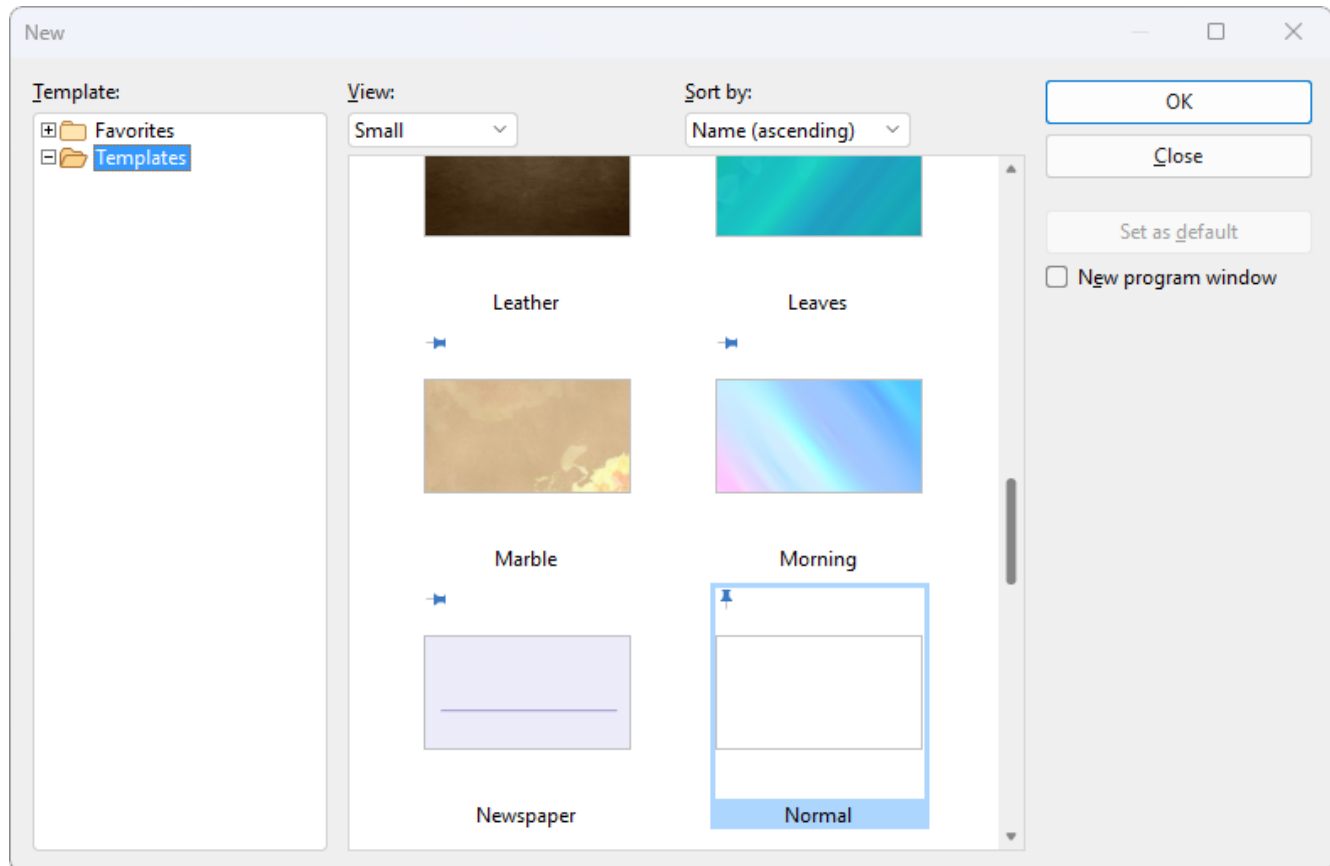 New
Template:
View:
Sort by:
Favorites
Templates
Small
Name (ascending)
OK
Close
Set as default
New program window
Leather
Leaves
Marble
Morning
Newspaper
Normal